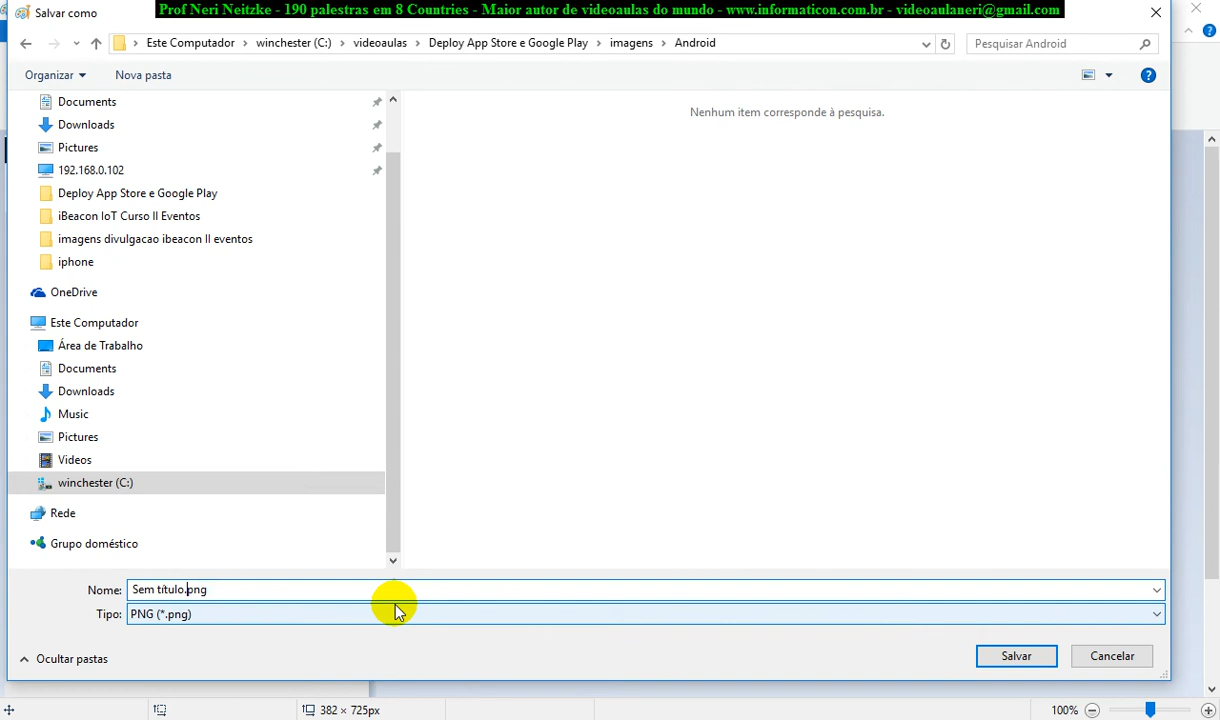 Prof Neri Neitzke - 190 palestras em 8 Countries - Maior autor de videoaulas do mundo - www.informaticon.com.br - videoaulaneri@gmail.com
Salvar como
Este Computador > winchester (C:) > videoaulas > Deploy App Store e Google Play > imagens > Android
Pesquisar Android
Organizar
Nova pasta
Documents
Downloads
Pictures
192.168.0.102
Deploy App Store e Google Play
iBeacon IoT Curso II Eventos
imagens divulgacao ibeacon II eventos
iphone
OneDrive
Este Computador
Área de Trabalho
Documents
Downloads
Music
Pictures
Videos
winchester (C:)
Rede
Grupo doméstico
Nenhum item corresponde à pesquisa.
Nome: Sem título.png
Tipo: PNG (*.png)
Ocultar pastas
Salvar
Cancelar
382 × 725px
100%